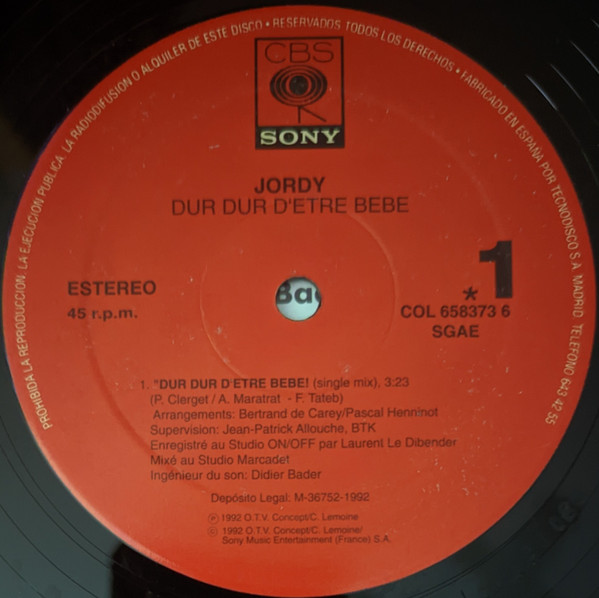 PROHIBIDA LA REPRODUCCION. LA EJECUCION PUBLICA. LA RADIODIFUSION O ALQUILER DE ESTE DISCO • RESERVADOS TODOS LOS DERECHOS • FABRICADO EN ESPAÑA POR TECNODISCO S.A. MADRID. TELEFONO 643 42 55
CBS
SONY
JORDY
DUR DUR D'ETRE BEBE
ESTEREO
45 r.p.m.
* 1
COL 658373 6
SGAE
Bad
1. "DUR DUR D'ETRE BEBE! (single mix), 3:23
(P. Clerget / A. Maratrat - F. Tateb)
Arrangements: Bertrand de Carey/Pascal Henninot
Supervision: Jean-Patrick Allouche, BTK
Enregistré au Studio ON/OFF par Laurent Le Dibender
Mixé au Studio Marcadet
Ingénieur du son: Didier Bader
Depósito Legal: M-36752-1992
Ⓟ 1992 O.T.V. Concept/C. Lemoine
© 1992 O.T.V. Concept/C. Lemoine/
Sony Music Entertainment (France) S.A.